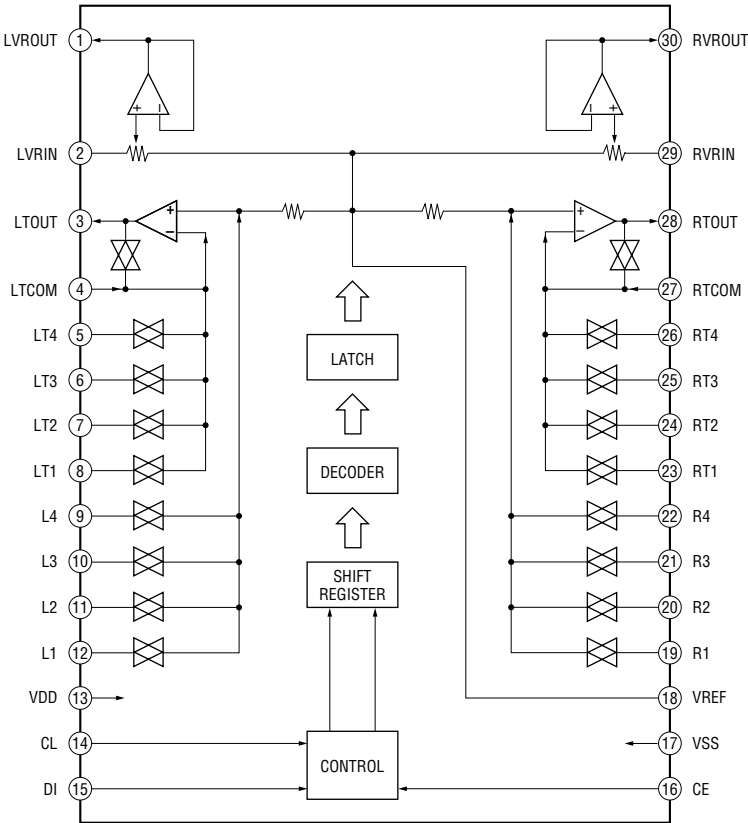 LVROUT 1 30 RVROUT
+ − − +
LVRIN 2 29 RVRIN
LTOUT 3 + − + − 28 RTOUT
LTCOM 4 27 RTCOM
LT4 5 26 RT4
LATCH
LT3 6 25 RT3
LT2 7 24 RT2
LT1 8 DECODER 23 RT1
L4 9 22 R4
L3 10 21 R3
SHIFT
REGISTER
L2 11 20 R2
L1 12 19 R1
VDD 13 18 VREF
CL 14 17 VSS
CONTROL
DI 15 16 CE